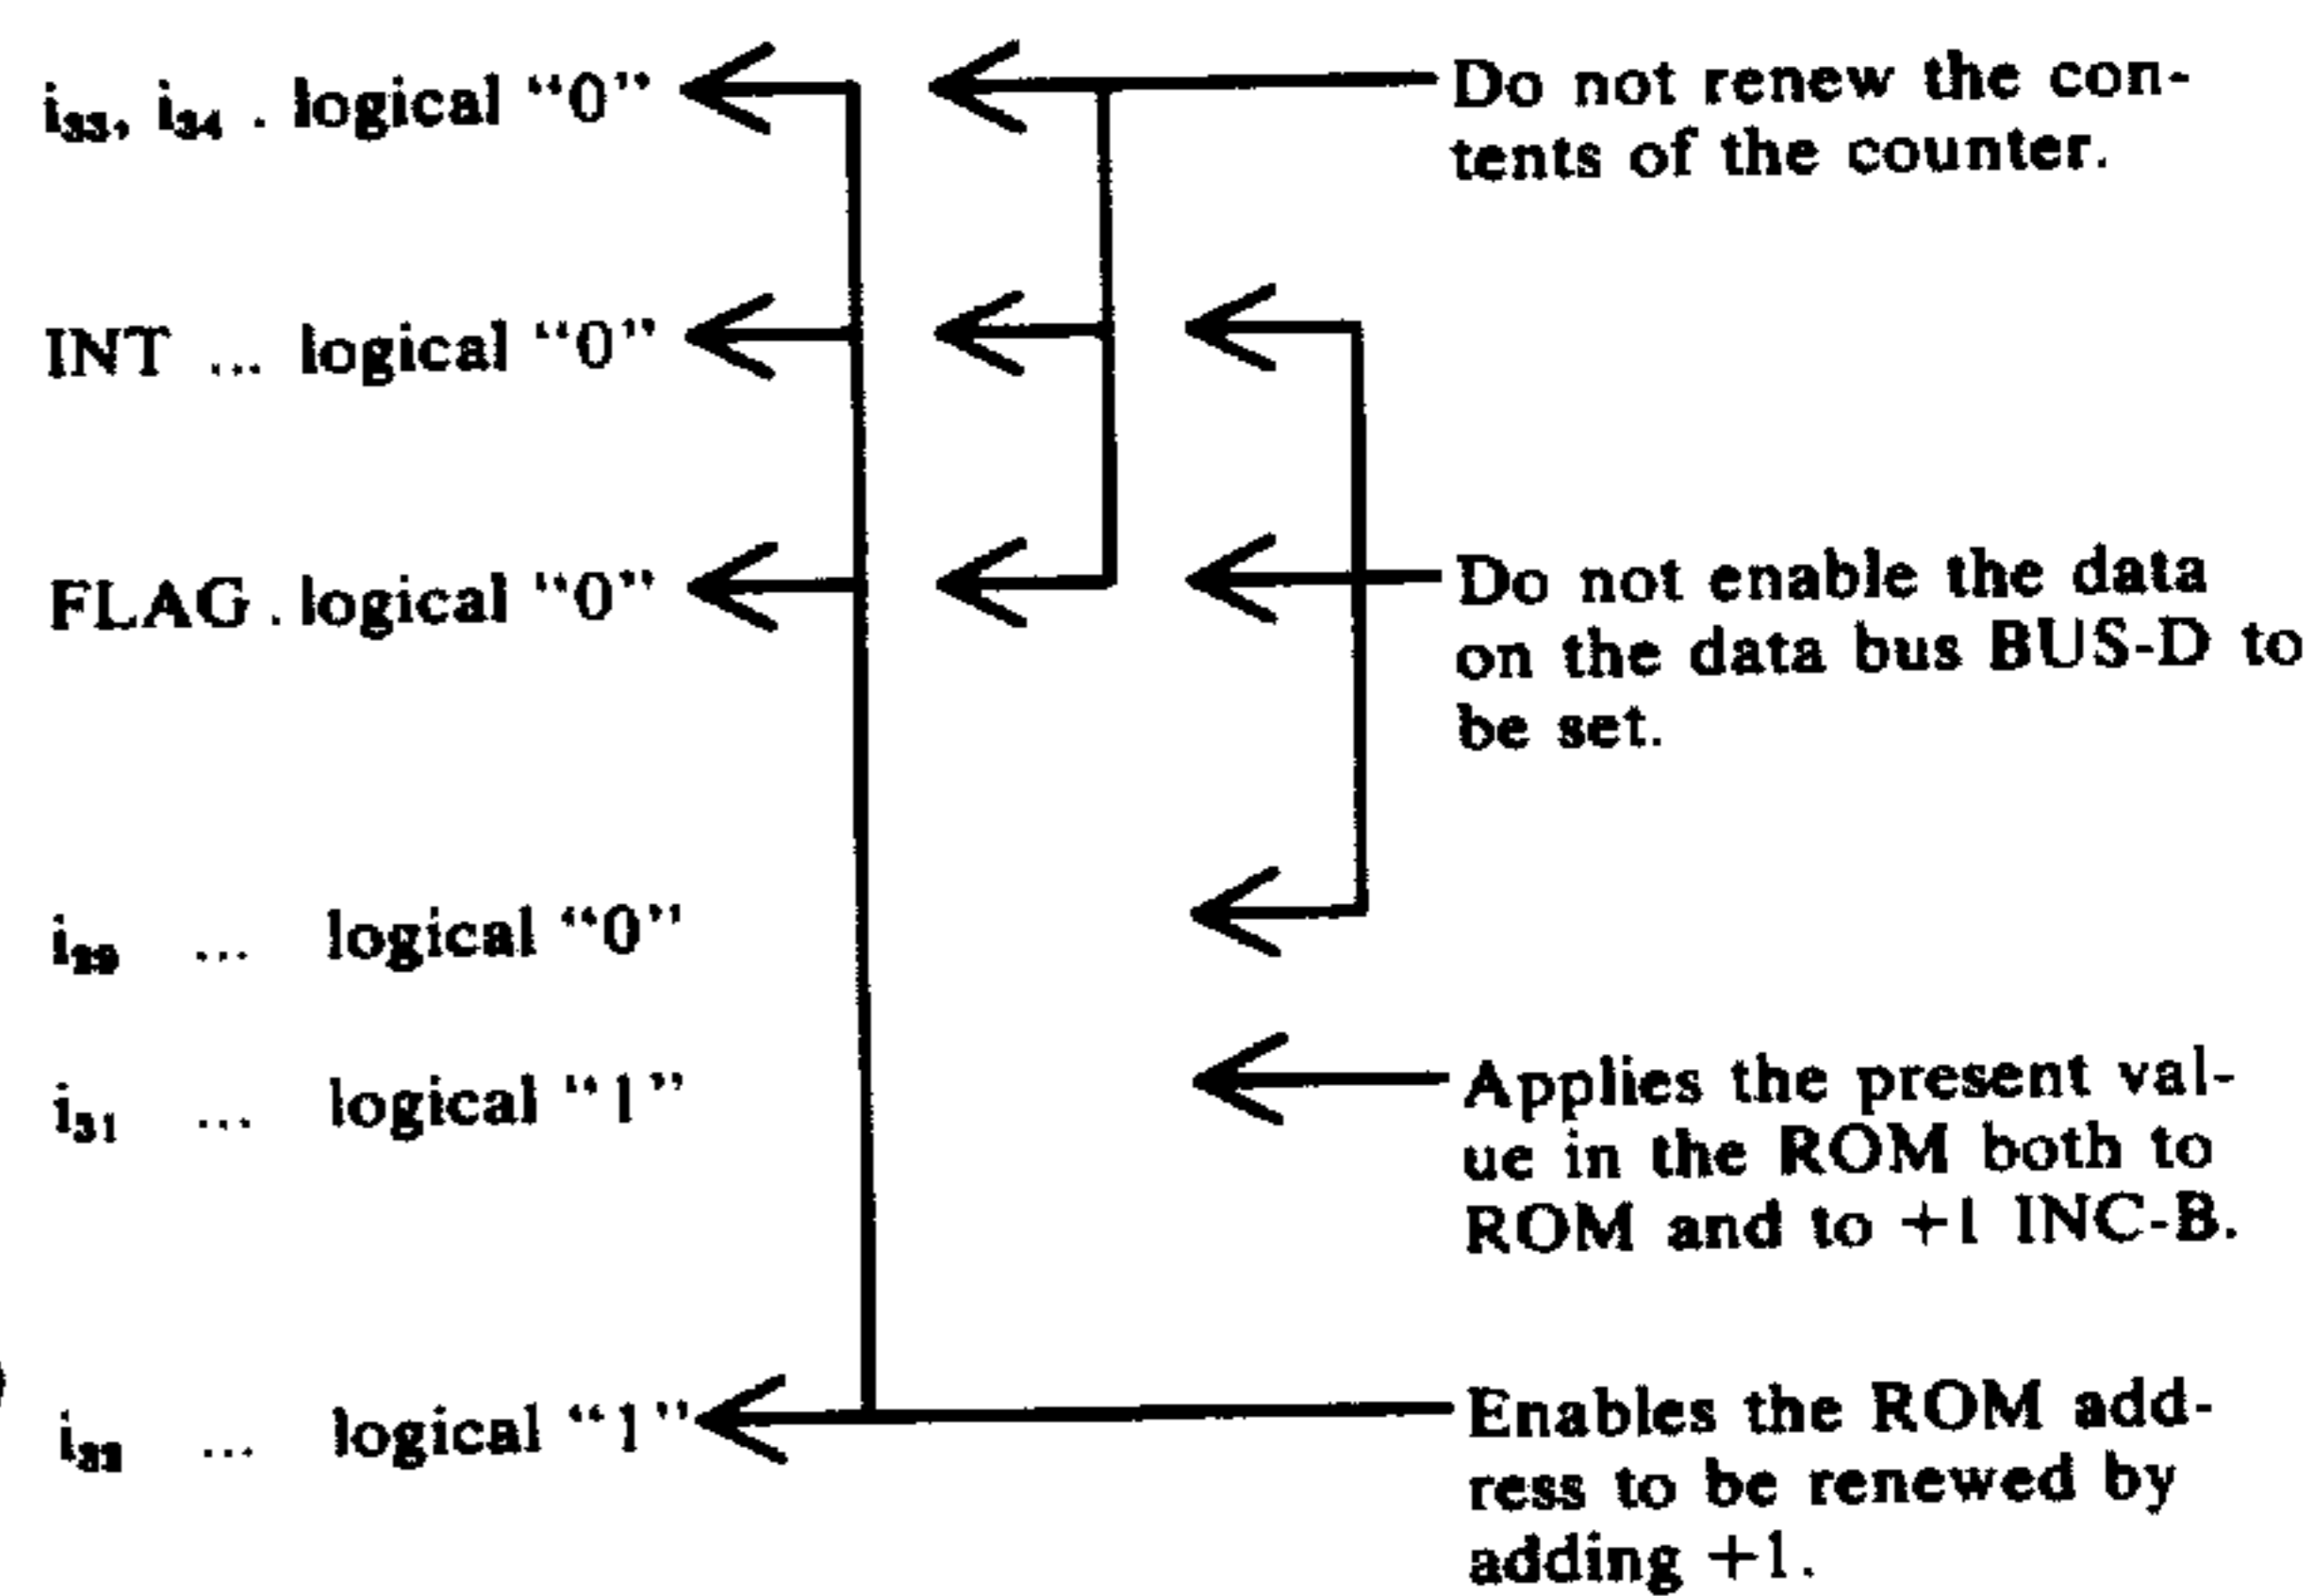 i₃₃, i₃₄ . logical “0”
Do not renew the con-
tents of the counter.
INT ... logical “0”
FLAG . logical “0”
Do not enable the data
on the data bus BUS-D to
be set.
... logical “0”
i₃₁ ... logical “1”
Applies the present val-
ue in the ROM both to
ROM and to +1 INC-B.
... logical “1”
Enables the ROM add-
ress to be renewed by
adding +1.